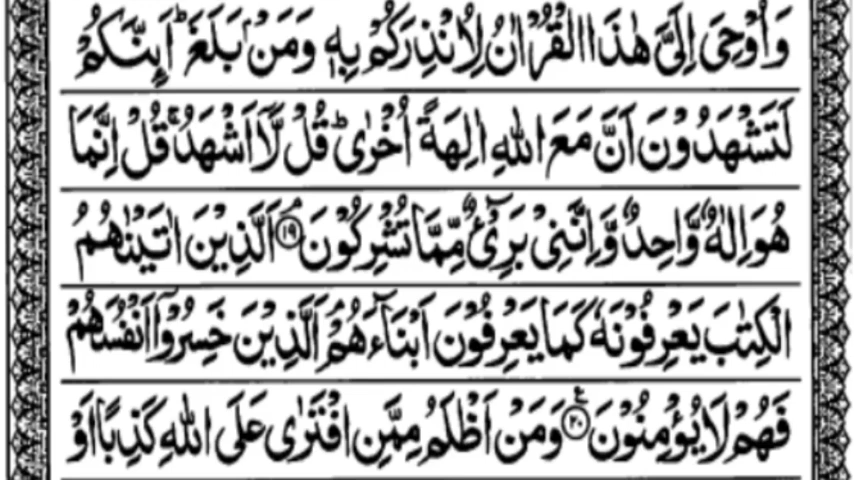 وَاُوْحِیَ اِلَیَّ هٰذَا الْقُرْاٰنُ لِاُنْذِرَكُمْ بِهٖ وَمَنْۢ بَلَغَ ؕ اَىِٕنَّكُمْ
لَتَشْهَدُوْنَ اَنَّ مَعَ اللّٰهِ اٰلِهَةً اُخْرٰی ؕ قُلْ لَّاۤ اَشْهَدُ ۚ قُلْ اِنَّمَا
هُوَ اِلٰهٌ وَّاحِدٌ وَّاِنَّنِیْ بَرِیْٓءٌ مِّمَّا تُشْرِكُوْنَ ۘ ﴿۱۹﴾ اَلَّذِیْنَ اٰتَیْنٰهُمُ
الْكِتٰبَ یَعْرِفُوْنَهٗ كَمَا یَعْرِفُوْنَ اَبْنَآءَهُمْ ۘ اَلَّذِیْنَ خَسِرُوْۤا اَنْفُسَهُمْ
فَهُمْ لَا یُؤْمِنُوْنَ ﴿۲۰﴾ ع وَمَنْ اَظْلَمُ مِمَّنِ افْتَرٰی عَلَی اللّٰهِ كَذِبًا اَوْ